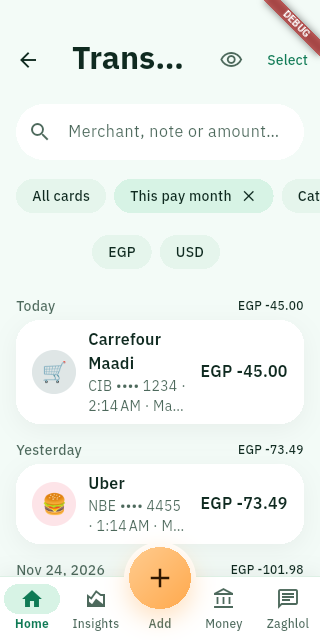 DEBUG
Trans...
Select
Merchant, note or amount...
All cards
This pay month
Cat
EGP
USD
Today
EGP -45.00
Carrefour
Maadi
EGP -45.00
CIB •••• 1234 ·
2:14 AM · Ma...
Yesterday
EGP -73.49
Uber
EGP -73.49
NBE •••• 4455
· 1:14 AM · M...
Nov 24, 2026
EGP -101.98
Home
Insights
Add
Money
Zaghlol